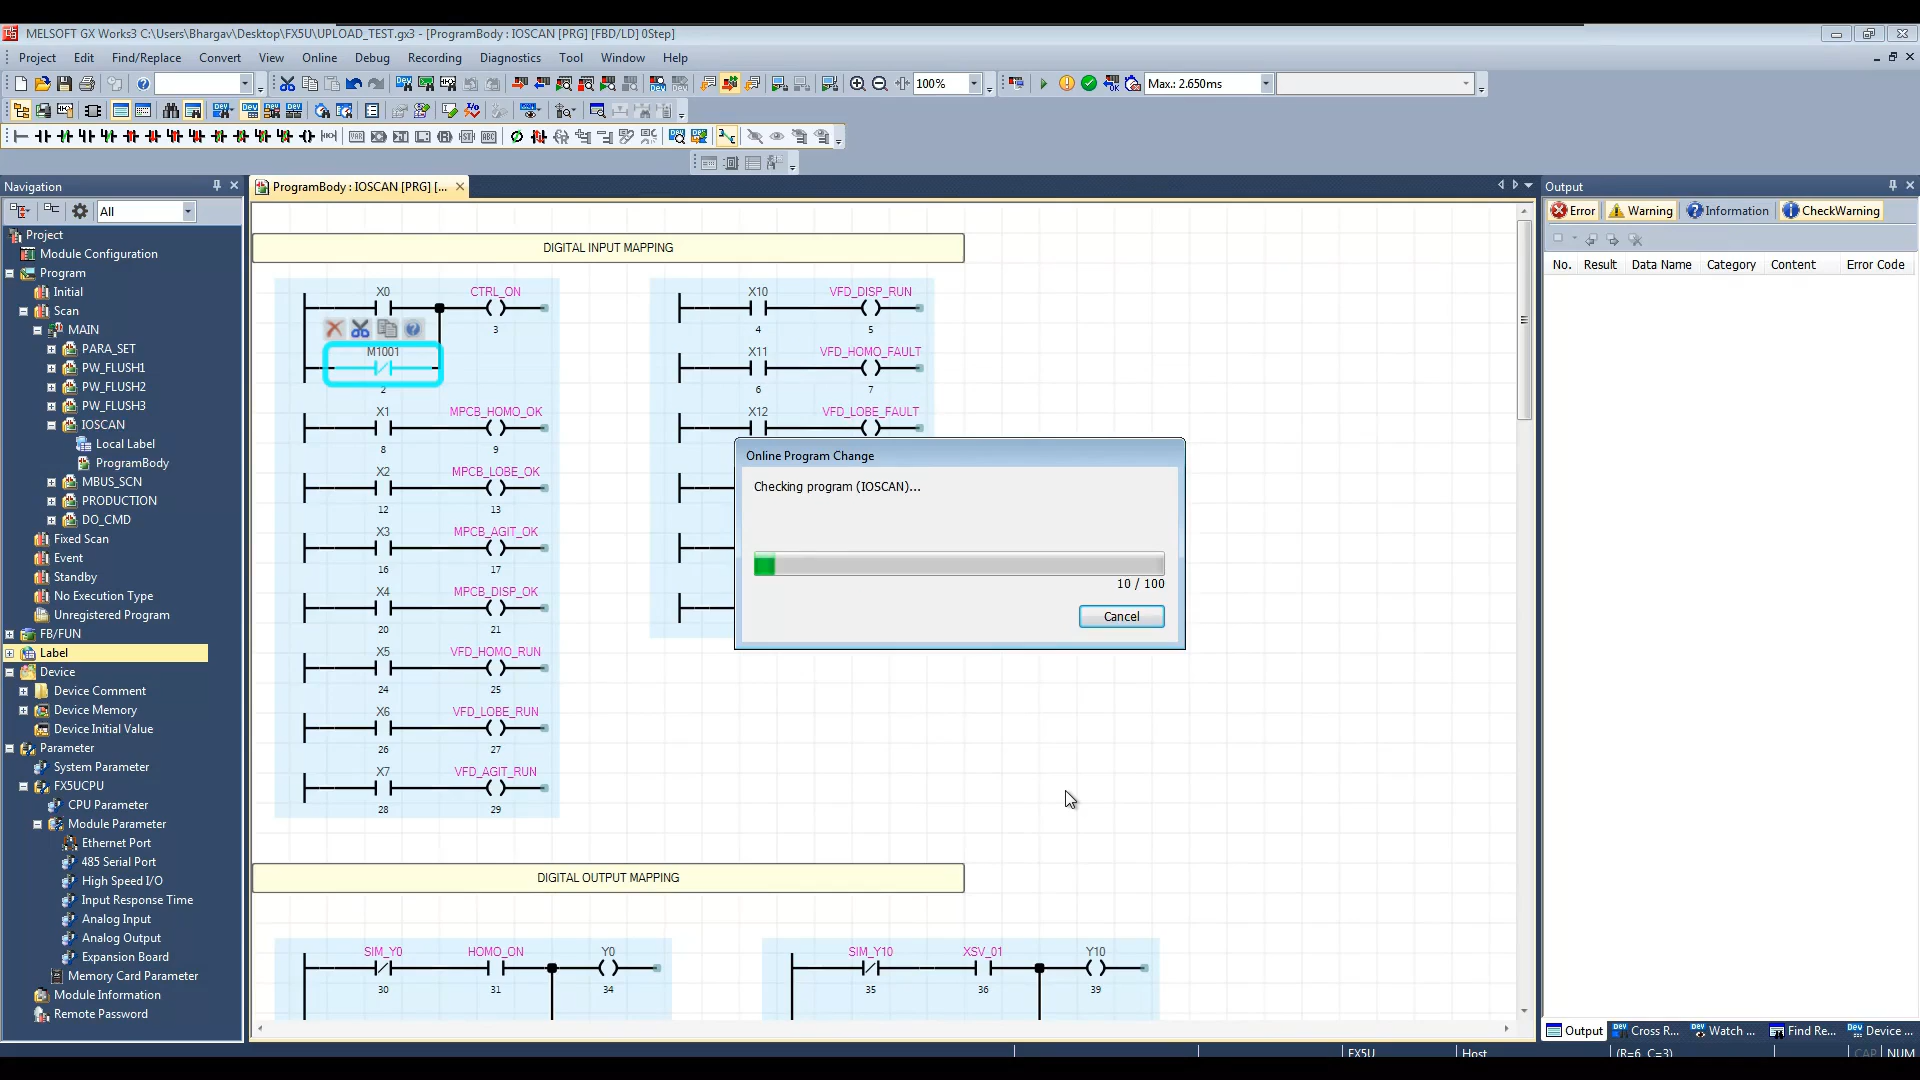 MELSOFT GX Works3 C:\Users\Bhargav\Desktop\FX5U\UPLOAD_TEST.gx3 - [ProgramBody : IOSCAN [PRG] [FBD/LD] 0Step]
Project Edit Find/Replace Convert View Online Debug Recording Diagnostics Tool Window Help
100%
Max.: 2.650ms
Navigation
ProgramBody : IOSCAN [PRG] [...
Output
All
Error Warning Information CheckWarning
No. Result Data Name Category Content Error Code
Project
Module Configuration
Program
Initial
Scan
MAIN
PARA_SET
PW_FLUSH1
PW_FLUSH2
PW_FLUSH3
IOSCAN
Local Label
ProgramBody
MBUS_SCN
PRODUCTION
DO_CMD
Fixed Scan
Event
Standby
No Execution Type
Unregistered Program
FB/FUN
Label
Device
Device Comment
Device Memory
Device Initial Value
Parameter
System Parameter
FX5UCPU
CPU Parameter
Module Parameter
Ethernet Port
485 Serial Port
High Speed I/O
Input Response Time
Analog Input
Analog Output
Expansion Board
Memory Card Parameter
Module Information
Remote Password
DIGITAL INPUT MAPPING
X0 CTRL_ON
3
M1001
2
X1 MPCB_HOMO_OK
8 9
X2 MPCB_LOBE_OK
12 13
X3 MPCB_AGIT_OK
16 17
X4 MPCB_DISP_OK
20 21
X5 VFD_HOMO_RUN
24 25
X6 VFD_LOBE_RUN
26 27
X7 VFD_AGIT_RUN
28 29
X10 VFD_DISP_RUN
4 5
X11 VFD_HOMO_FAULT
6 7
X12 VFD_LOBE_FAULT
Online Program Change
Checking program (IOSCAN)...
10 / 100
Cancel
DIGITAL OUTPUT MAPPING
SIM_Y0 HOMO_ON Y0
30 31 34
SIM_Y10 XSV_01 Y10
35 36 39
Output Cross R... Watch ... Find Re... Device ...
FX5U Host (R=6, C=3) CAP NUM